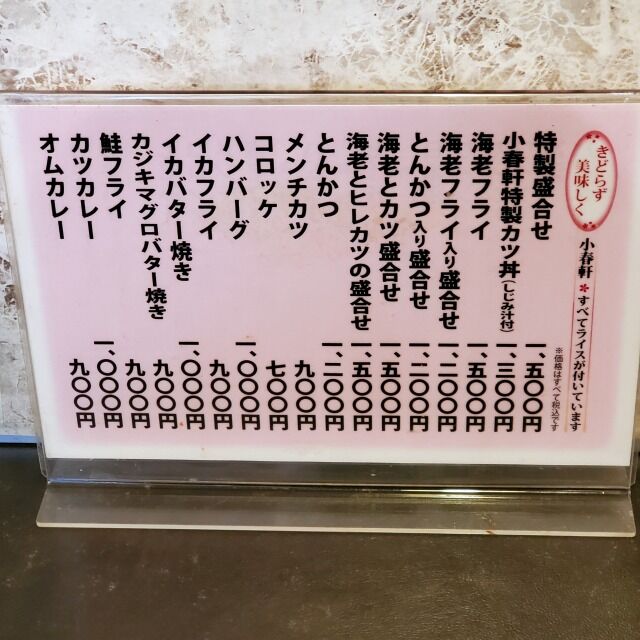 きどらず
美味しく
小春軒 ＊ すべてライスが付いています
※価格はすべて税込です
特製盛合せ 一、五〇〇円
小春軒特製カツ丼(しじみ汁付) 一、三〇〇円
海老フライ 一、五〇〇円
海老フライ入り盛合せ 一、二〇〇円
とんかつ入り盛合せ 一、二〇〇円
海老とカツ盛合せ 一、五〇〇円
海老とヒレカツの盛合せ 一、五〇〇円
とんかつ 一、二〇〇円
メンチカツ 九〇〇円
コロッケ 七〇〇円
ハンバーグ 一、〇〇〇円
イカフライ 九〇〇円
イカバター焼き 一、〇〇〇円
カジキマグロバター焼き 九〇〇円
鮭フライ 九〇〇円
カツカレー 一、〇〇〇円
オムカレー 九〇〇円